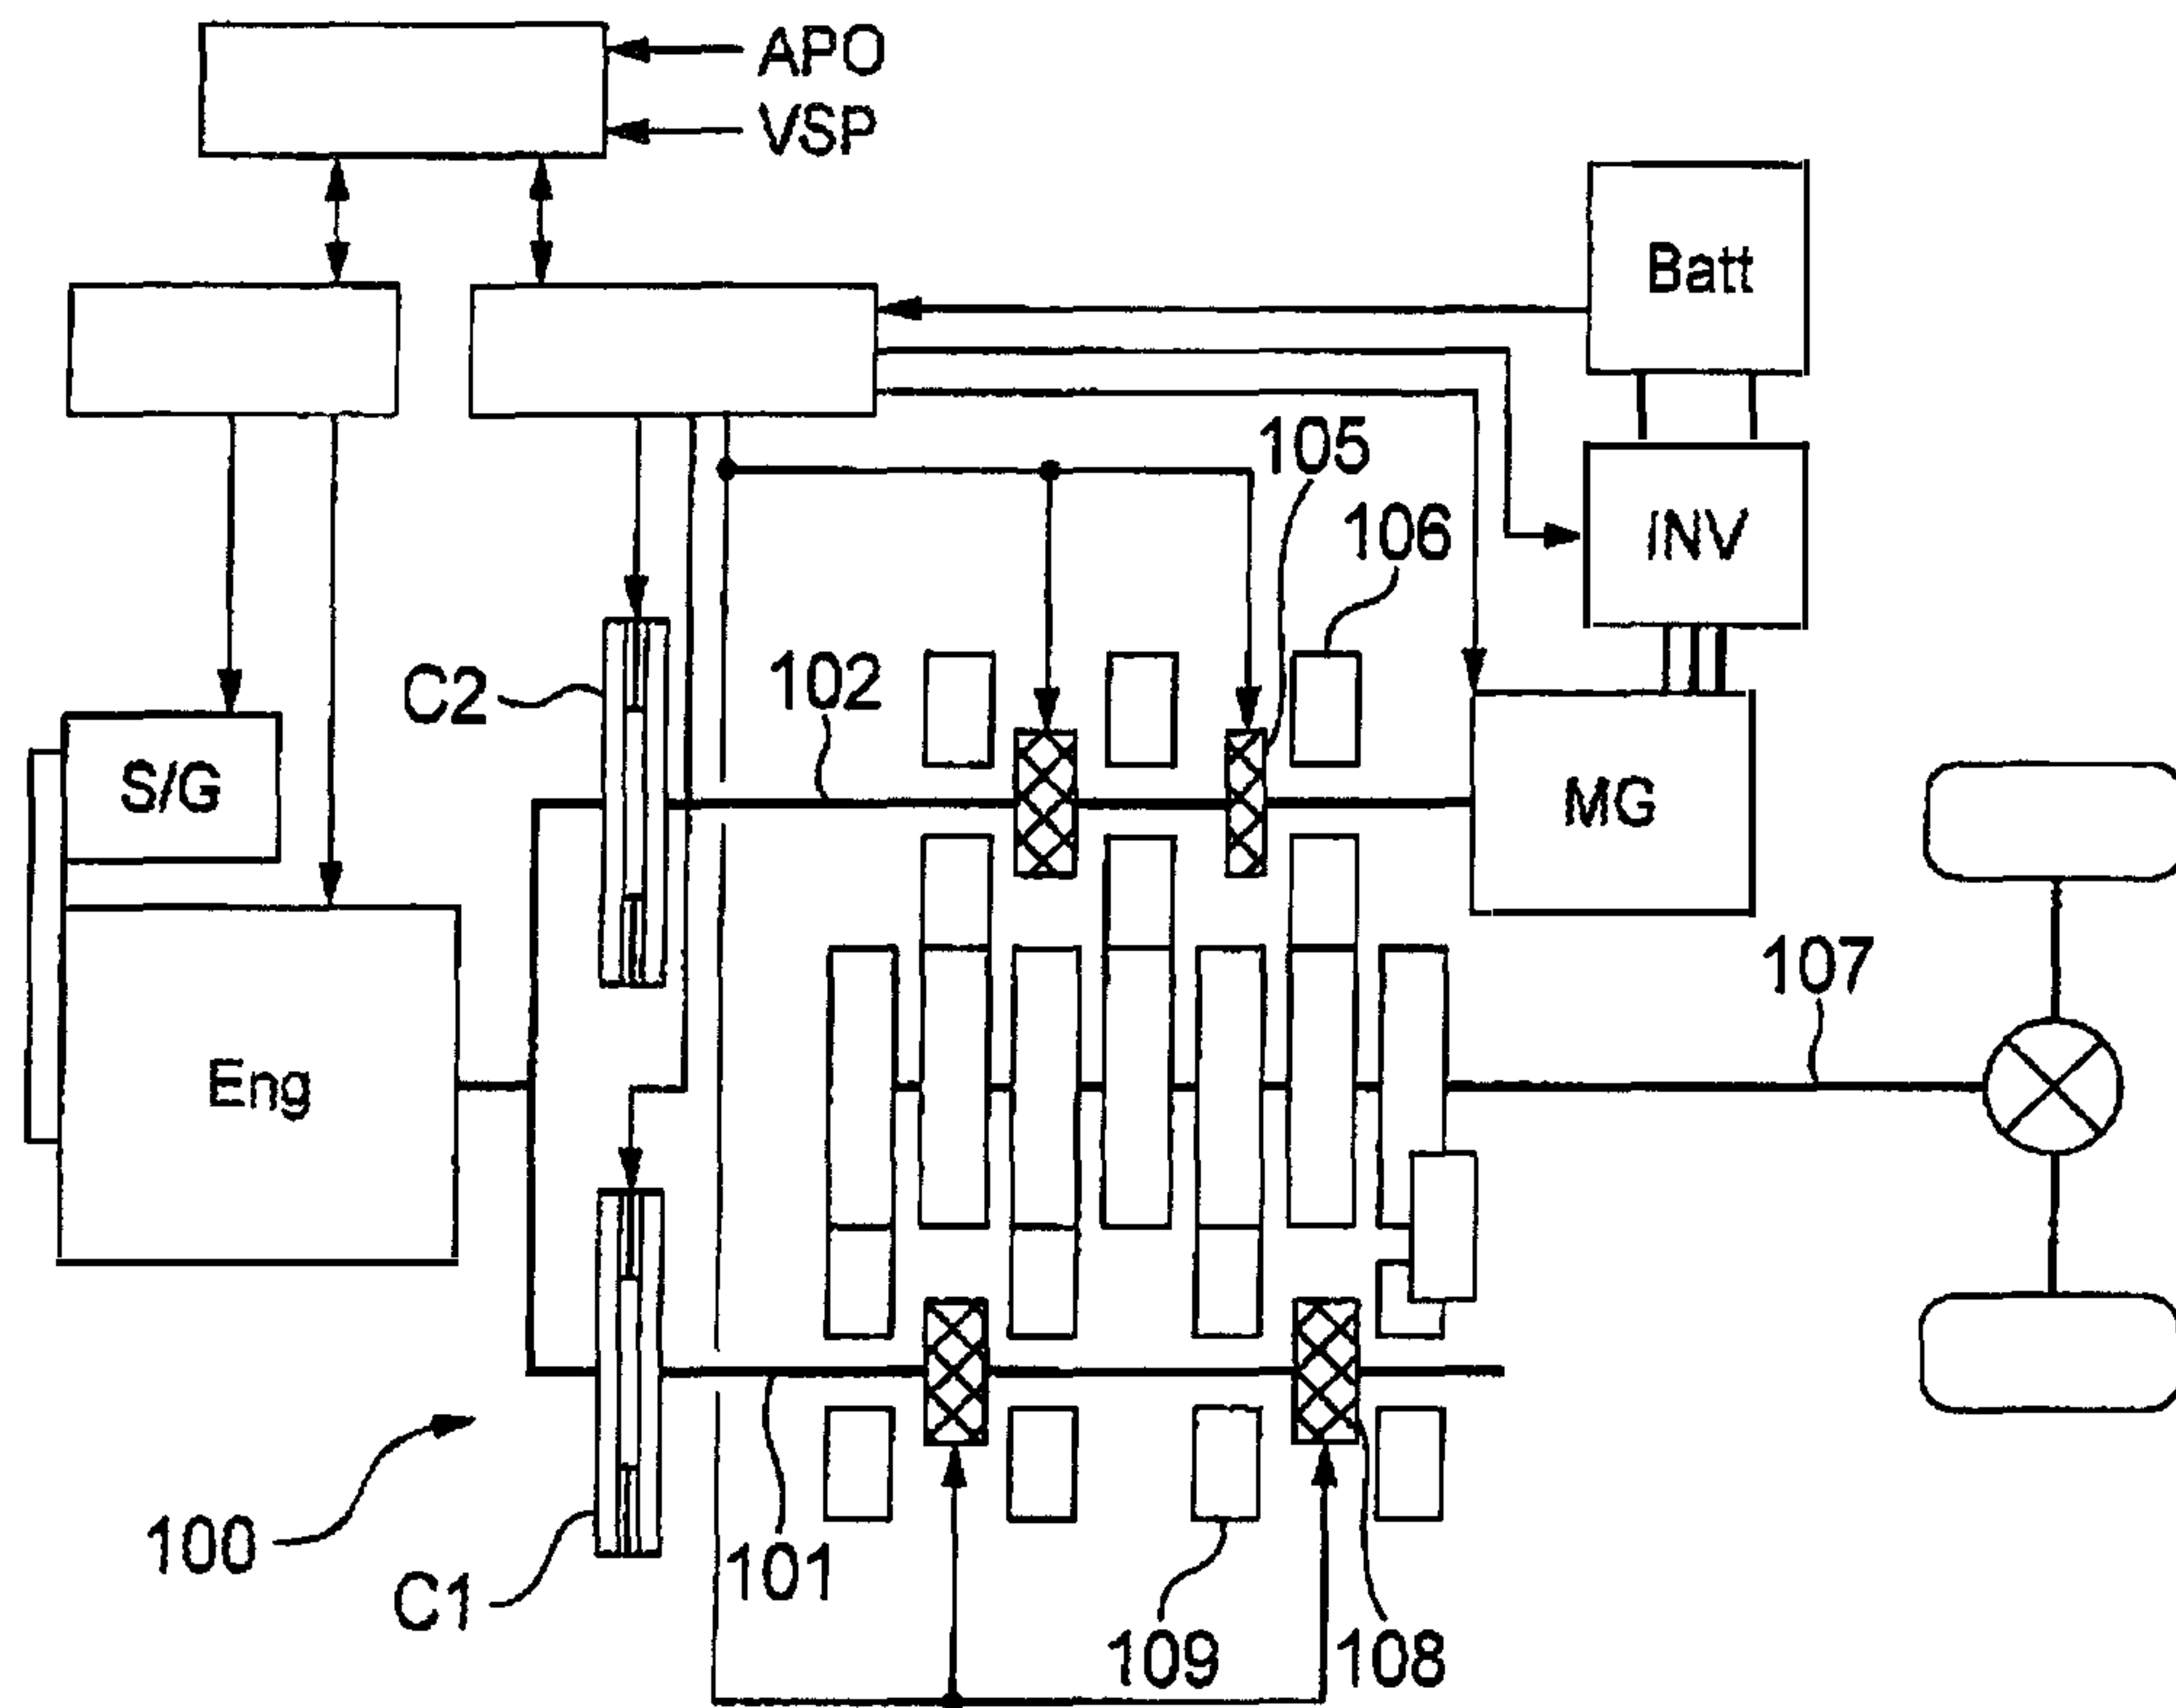 APO
VSP
Batt
105
INV
106
C2
102
S/G
MG
107
Eng
100
C1
101
109
108